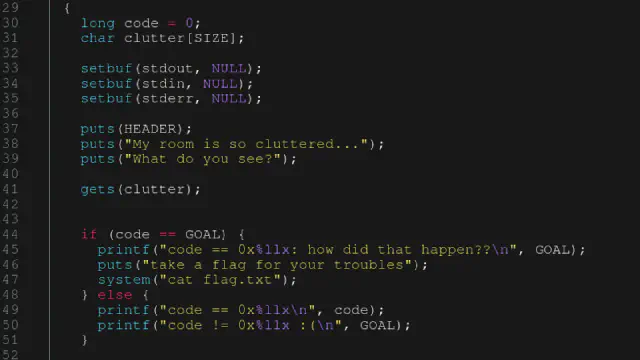 29 {
30 long code = 0;
31 char clutter[SIZE];
32
33 setbuf(stdout, NULL);
34 setbuf(stdin, NULL);
35 setbuf(stderr, NULL);
36
37 puts(HEADER);
38 puts("My room is so cluttered...");
39 puts("What do you see?");
40
41 gets(clutter);
42
43
44 if (code == GOAL) {
45 printf("code == 0x%llx: how did that happen??\n", GOAL);
46 puts("take a flag for your troubles");
47 system("cat flag.txt");
48 } else {
49 printf("code == 0x%llx\n", code);
50 printf("code != 0x%llx :(\n", GOAL);
51 }
52